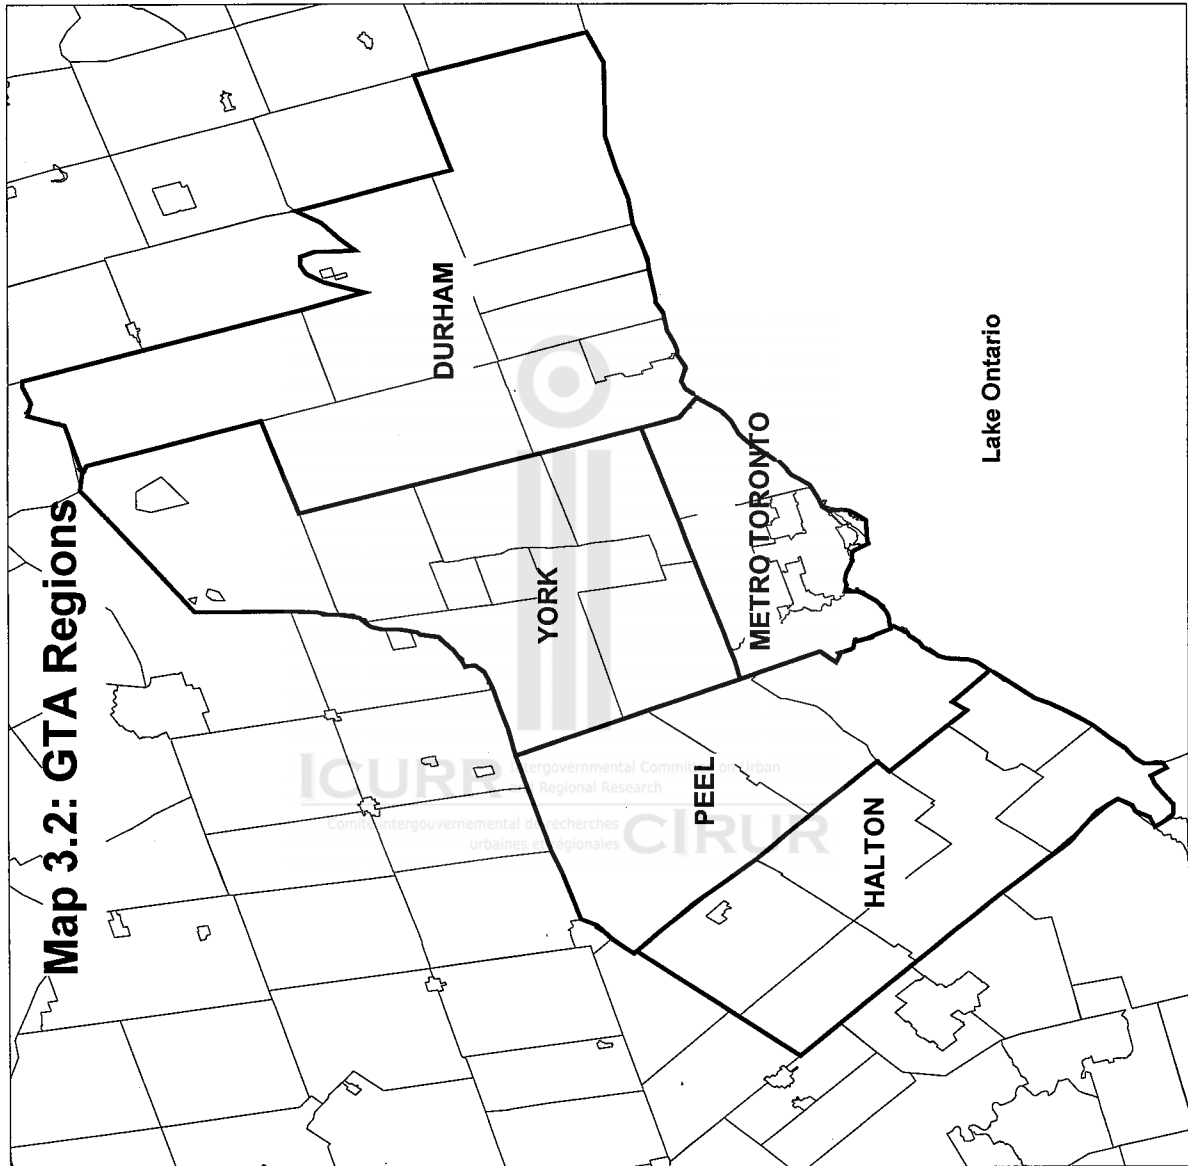 Map 3.2: GTA Regions
DURHAM
YORK
METRO TORONTO
PEEL
HALTON
Lake Ontario
ICURR
Intergovernmental Committee on Urban
and Regional Research
Comité intergouvernemental de recherches
urbaines et régionales
CIRUR